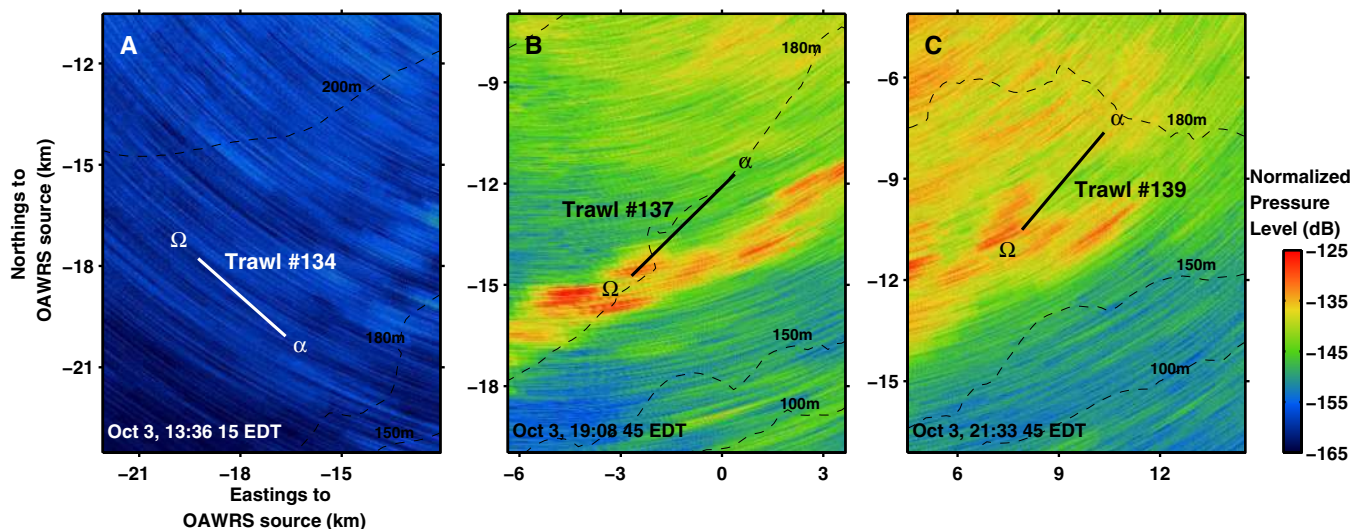 A
B
C
Northings to
OAWRS source (km)
−12
−15
−18
−21
200m
180m
150m
Ω
Trawl #134
α
Oct 3, 13:36 15 EDT
−21
−18
−15
Eastings to
OAWRS source (km)
−9
−12
−15
−18
180m
α
Trawl #137
Ω
150m
100m
Oct 3, 19:08 45 EDT
−6
−3
0
3
−6
−9
−12
−15
α
180m
Trawl #139
Ω
150m
100m
Oct 3, 21:33 45 EDT
6
9
12
Normalized
Pressure
Level (dB)
−125
−135
−145
−155
−165